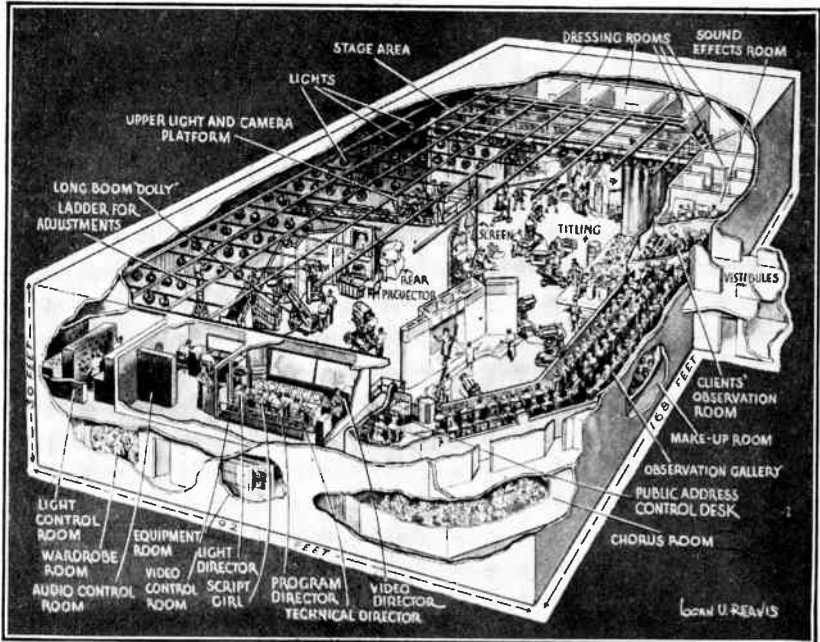 DRESSING ROOMS
SOUND
EFFECTS ROOM
STAGE AREA
LIGHTS
UPPER LIGHT AND CAMERA
PLATFORM
LONG BOOM "DOLLY"
LADDER FOR
ADJUSTMENTS
SCREEN
TITLING
REAR
PROJECTOR
VESTIBULES
FEET
168 FEET
CLIENTS'
OBSERVATION
ROOM
MAKE-UP ROOM
OBSERVATION GALLERY
PUBLIC ADDRESS
CONTROL DESK
CHORUS ROOM
FEET
LIGHT
CONTROL
ROOM
WARDROBE
ROOM
AUDIO CONTROL
ROOM
EQUIPMENT
ROOM
VIDEO
CONTROL
ROOM
LIGHT
DIRECTOR
SCRIPT
GIRL
PROGRAM
DIRECTOR
TECHNICAL DIRECTOR
VIDEO
DIRECTOR
LOGAN U. REAVIS